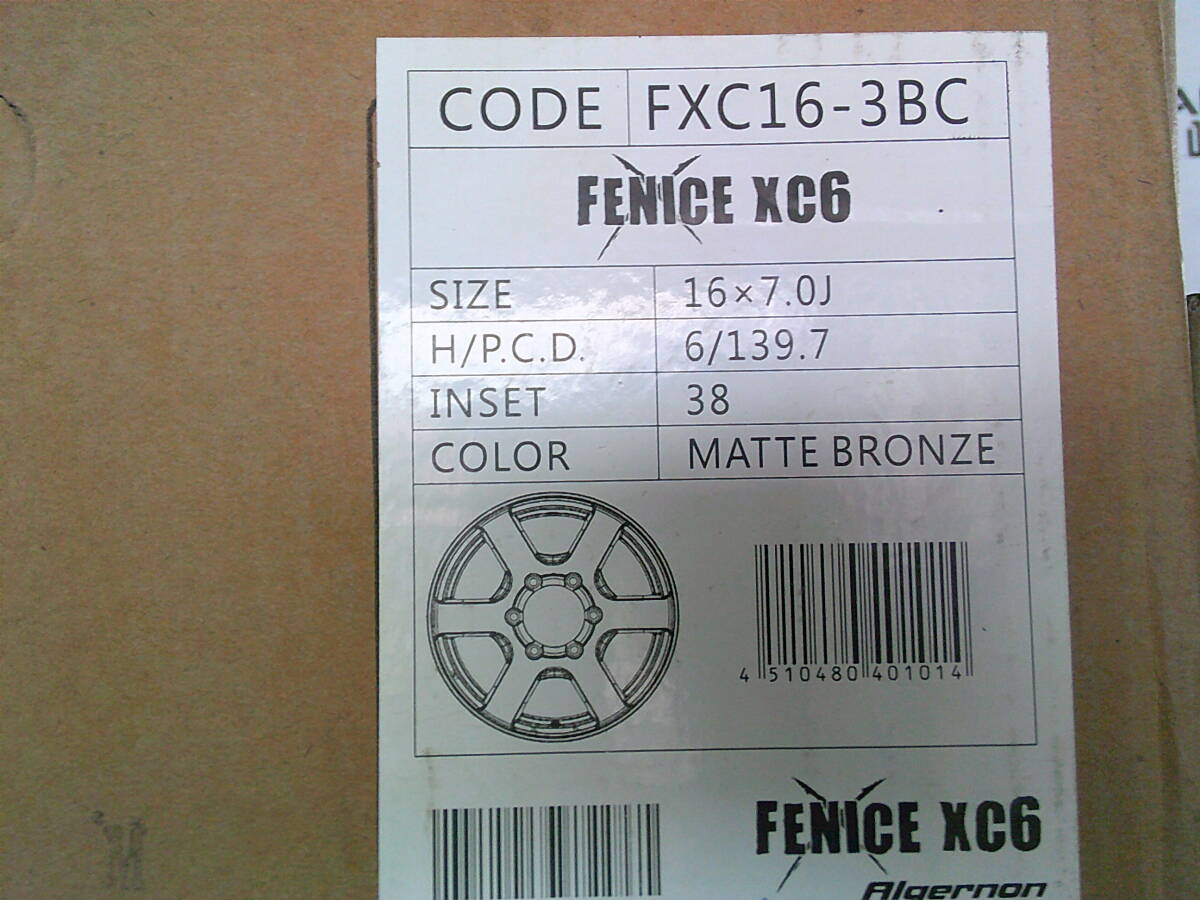 CODE FXC16-3BC
FENICE XC6
SIZE 16×7.0J
H/P.C.D. 6/139.7
INSET 38
COLOR MATTE BRONZE
4 510480 401014
FENICE XC6
Algernon